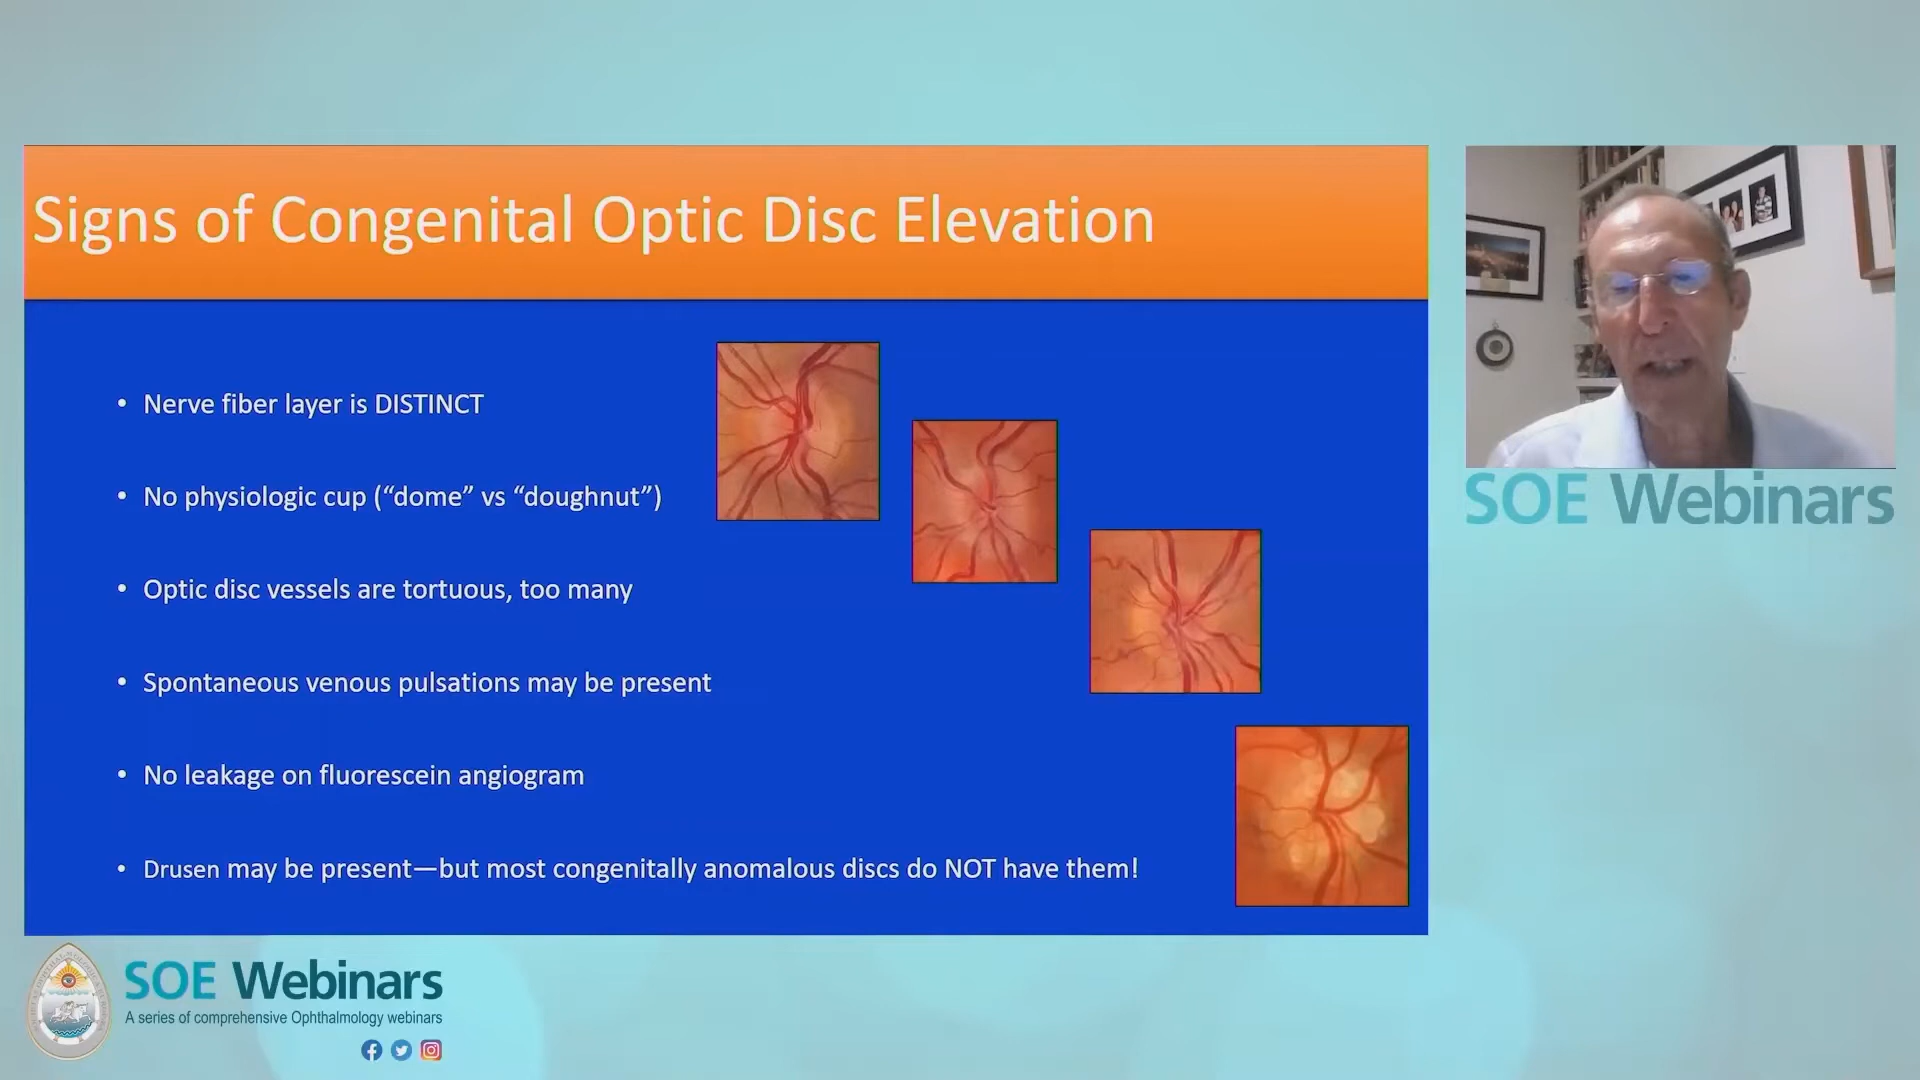 Signs of Congenital Optic Disc Elevation
• Nerve fiber layer is DISTINCT
• No physiologic cup (“dome” vs “doughnut”)
• Optic disc vessels are tortuous, too many
• Spontaneous venous pulsations may be present
• No leakage on fluorescein angiogram
• Drusen may be present—but most congenitally anomalous discs do NOT have them!
SOE Webinars
SOE Webinars
A series of comprehensive Ophthalmology webinars